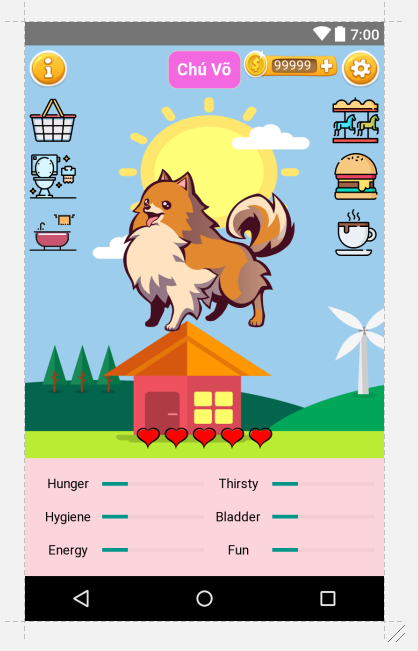 7:00
Chú Võ
99999
Hunger
Thirsty
Hygiene
Bladder
Energy
Fun